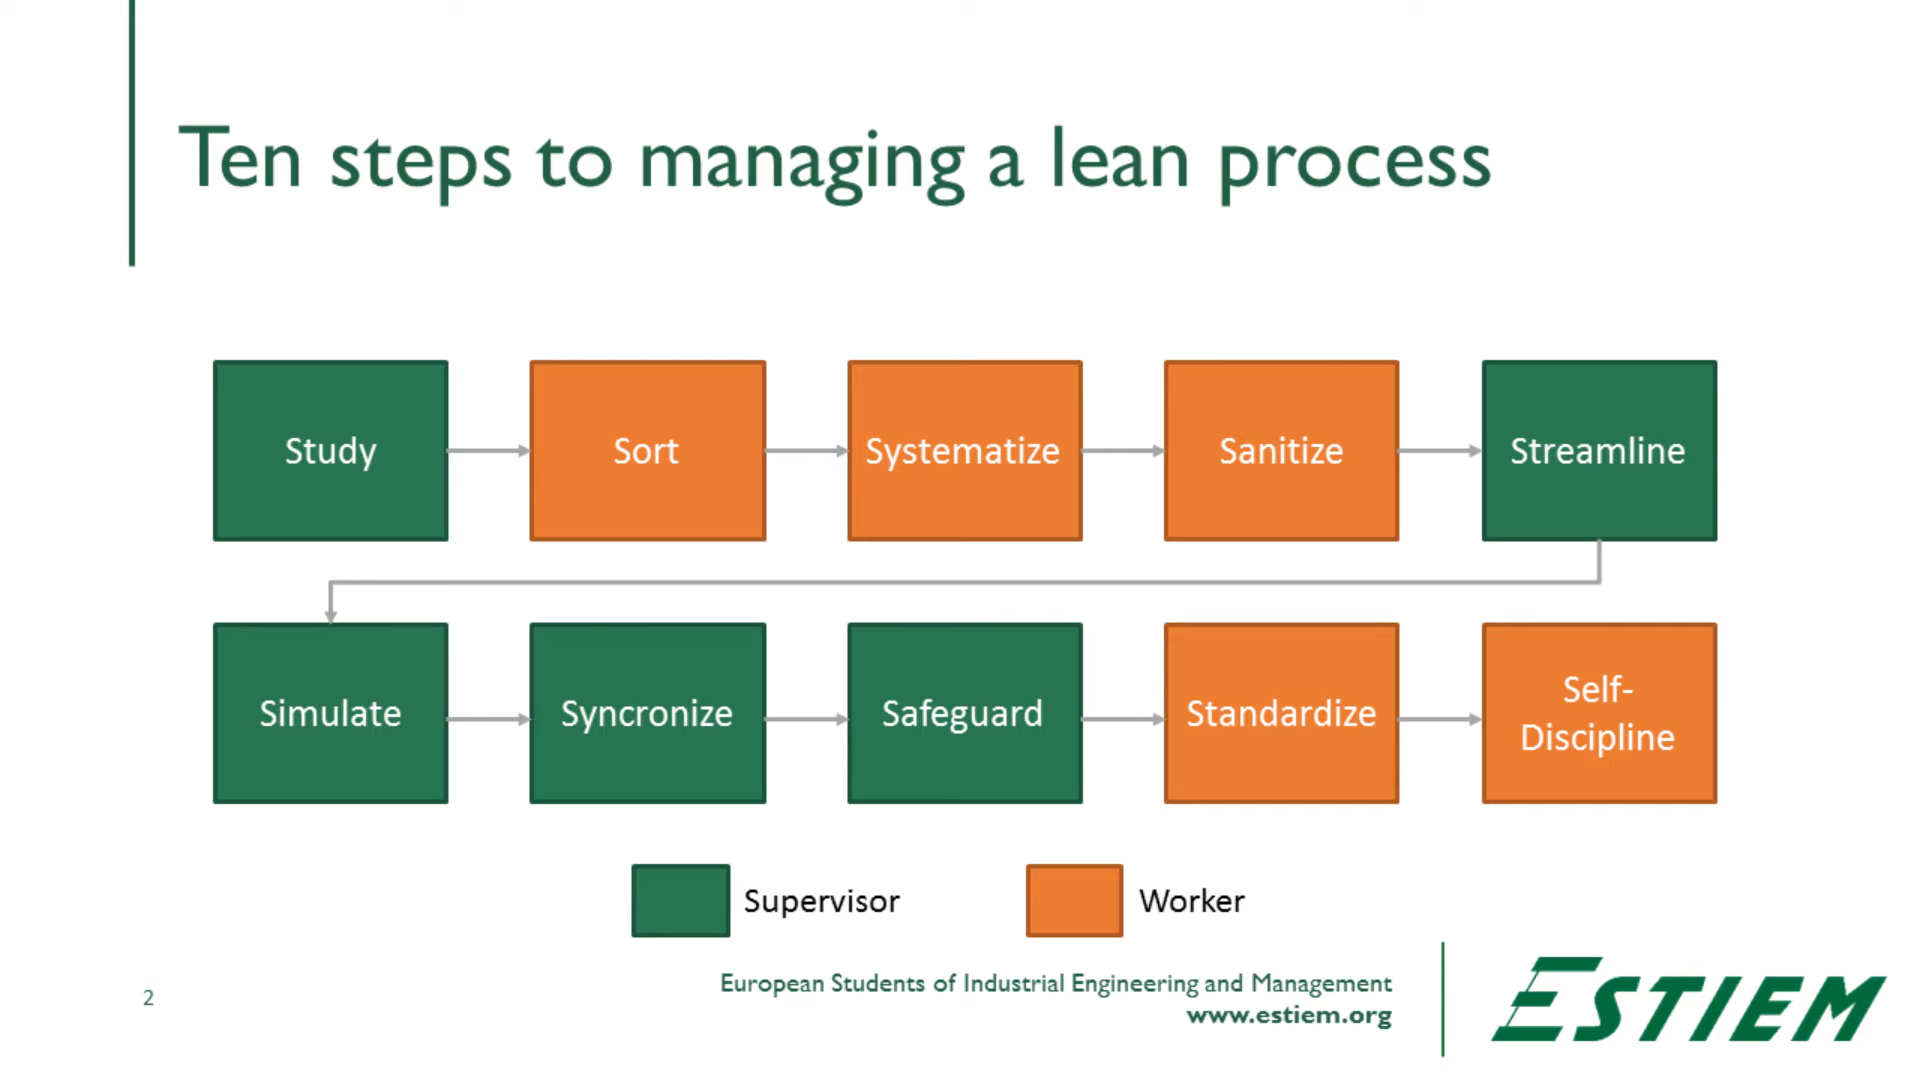 Ten steps to managing a lean process
Study
Sort
Systematize
Sanitize
Streamline
Simulate
Syncronize
Safeguard
Standardize
Self-
Discipline
Supervisor
Worker
European Students of Industrial Engineering and Management
www.estiem.org
2
ESTIEM